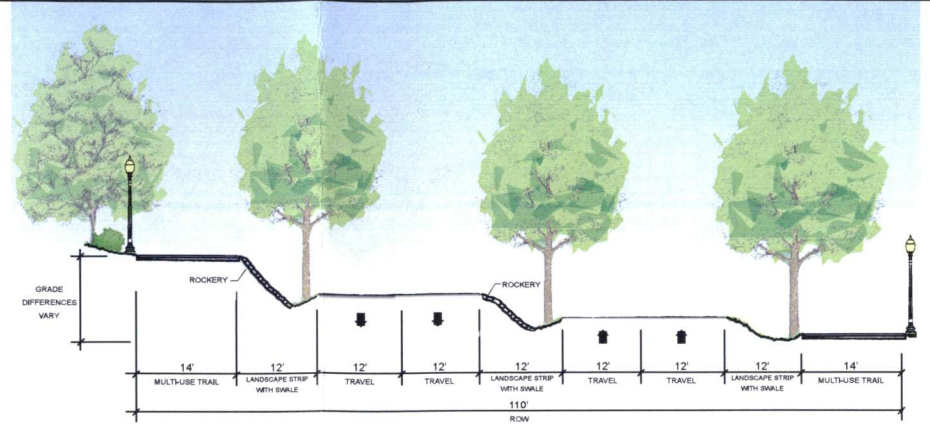 ROCKERY
ROCKERY
GRADE
DIFFERENCES
VARY
14'
MULTI-USE TRAIL
12'
LANDSCAPE STRIP
WITH SWALE
12'
TRAVEL
12'
TRAVEL
12'
LANDSCAPE STRIP
WITH SWALE
12'
TRAVEL
12'
TRAVEL
12'
LANDSCAPE STRIP
WITH SWALE
14'
MULTI-USE TRAIL
110'
ROW